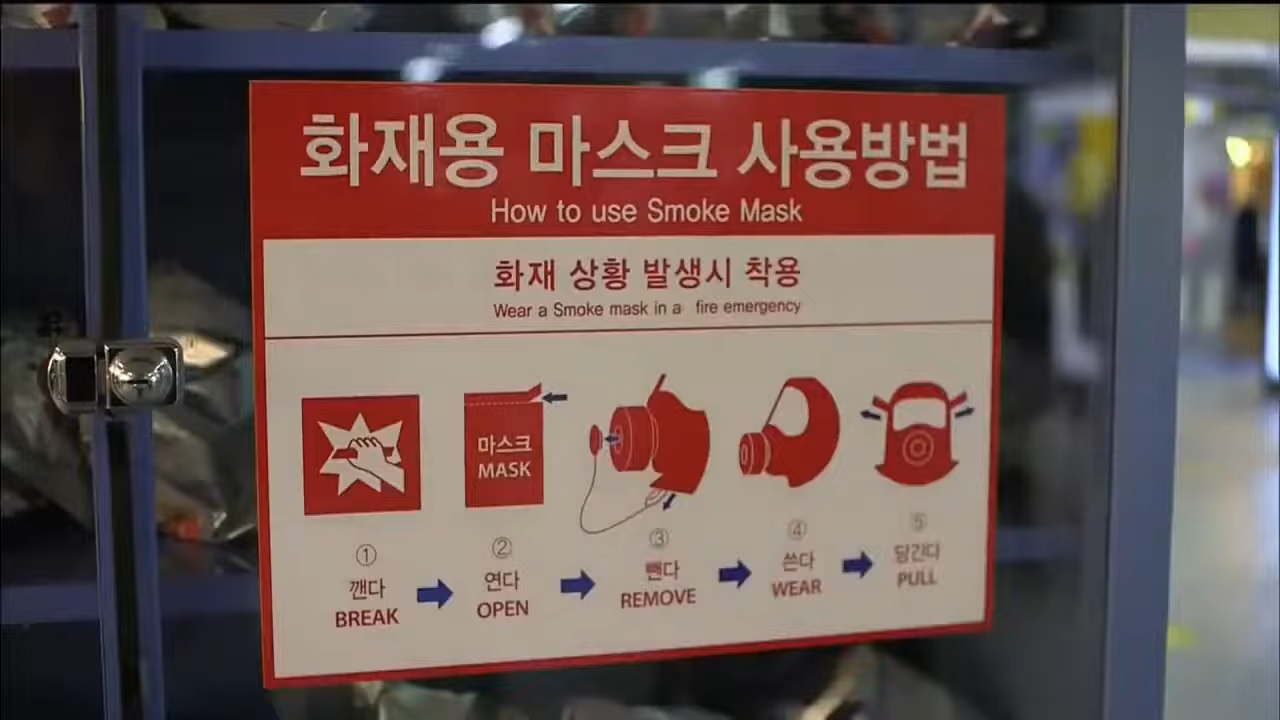 화재용 마스크 사용방법
How to use Smoke Mask
화재 상황 발생시 착용
Wear a Smoke mask in a fire emergency
마스크
MASK
① ② ③ ④ ⑤
깬다 연다 뺀다 쓴다 당긴다
BREAK OPEN REMOVE WEAR PULL